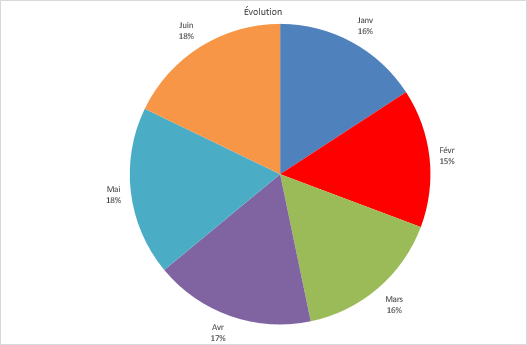 Évolution
Janv
16%
Févr
15%
Mars
16%
Avr
17%
Mai
18%
Juin
18%